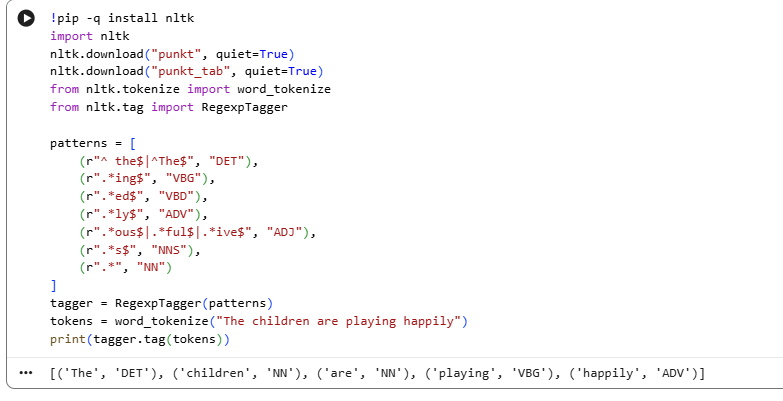 !pip -q install nltk
import nltk
nltk.download("punkt", quiet=True)
nltk.download("punkt_tab", quiet=True)
from nltk.tokenize import word_tokenize
from nltk.tag import RegexpTagger

patterns = [
    (r"^ the$|^The$", "DET"),
    (r".*ing$", "VBG"),
    (r".*ed$", "VBD"),
    (r".*ly$", "ADV"),
    (r".*ous$|.*ful$|.*ive$", "ADJ"),
    (r".*s$", "NNS"),
    (r".*", "NN")
]
tagger = RegexpTagger(patterns)
tokens = word_tokenize("The children are playing happily")
print(tagger.tag(tokens))
[('The', 'DET'), ('children', 'NN'), ('are', 'NN'), ('playing', 'VBG'), ('happily', 'ADV')]